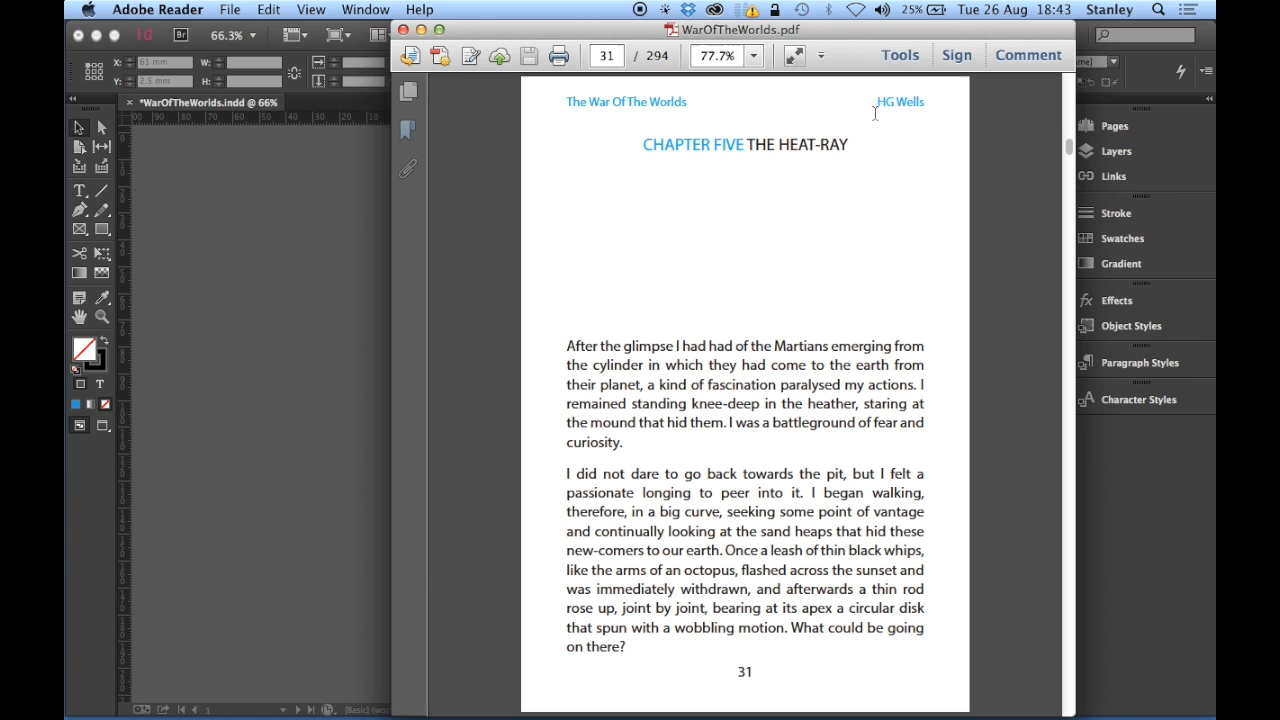 Adobe Reader File Edit View Window Help 25% Tue 26 Aug 18:43 Stanley
WarOfTheWorlds.pdf
Id Br 66.3%
X: 61 mm W:
Y: 2.5 mm H:
31 / 294 77.7% Tools Sign Comment
*WarOfTheWorlds.indd @ 66%
The War Of The Worlds HG Wells
CHAPTER FIVE THE HEAT-RAY
After the glimpse I had had of the Martians emerging from
the cylinder in which they had come to the earth from
their planet, a kind of fascination paralysed my actions. I
remained standing knee-deep in the heather, staring at
the mound that hid them. I was a battleground of fear and
curiosity.
I did not dare to go back towards the pit, but I felt a
passionate longing to peer into it. I began walking,
therefore, in a big curve, seeking some point of vantage
and continually looking at the sand heaps that hid these
new-comers to our earth. Once a leash of thin black whips,
like the arms of an octopus, flashed across the sunset and
was immediately withdrawn, and afterwards a thin rod
rose up, joint by joint, bearing at its apex a circular disk
that spun with a wobbling motion. What could be going
on there?
31
Pages
Layers
Links
Stroke
Swatches
Gradient
Effects
Object Styles
Paragraph Styles
Character Styles
1 [Basic]